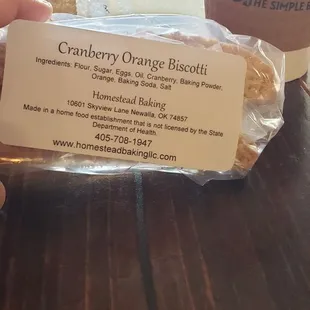 THE SIMPLE
Cranberry Orange Biscotti
Ingredients: Flour, Sugar, Eggs, Oil, Cranberry, Baking Powder,
Orange, Baking Soda, Salt
Homestead Baking
10601 Skyview Lane Newalla, OK 74857
Made in a home food establishment that is not licensed by the State
Department of Health.
405-708-1947
www.homesteadbakingllc.com